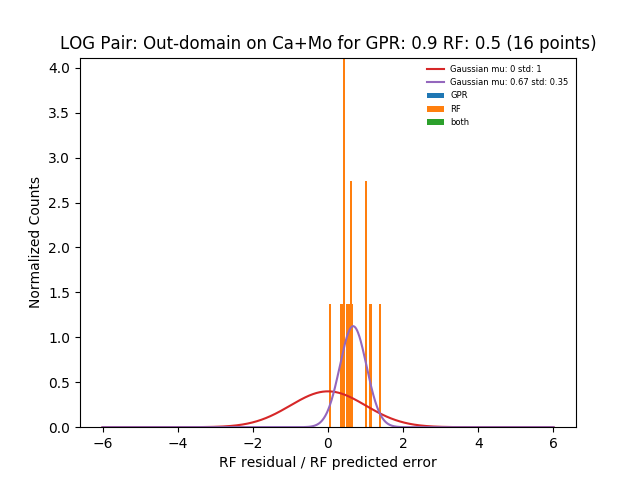 LOG Pair: Out-domain on Ca+Mo for GPR: 0.9 RF: 0.5 (16 points)
Gaussian mu: 0 std: 1
Gaussian mu: 0.67 std: 0.35
GPR
RF
both
Normalized Counts
4.0
3.5
3.0
2.5
2.0
1.5
1.0
0.5
0.0
−6 −4 −2 0 2 4 6
RF residual / RF predicted error